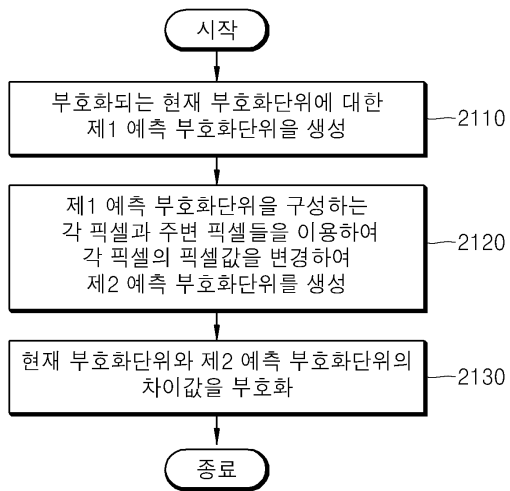 시작
부호화되는 현재 부호화단위에 대한
제1 예측 부호화단위을 생성
2110
제1 예측 부호화단위을 구성하는
각 픽셀과 주변 픽셀들을 이용하여
각 픽셀의 픽셀값을 변경하여
제2 예측 부호화단위를 생성
2120
현재 부호화단위와 제2 예측 부호화단위의
차이값을 부호화
2130
종료